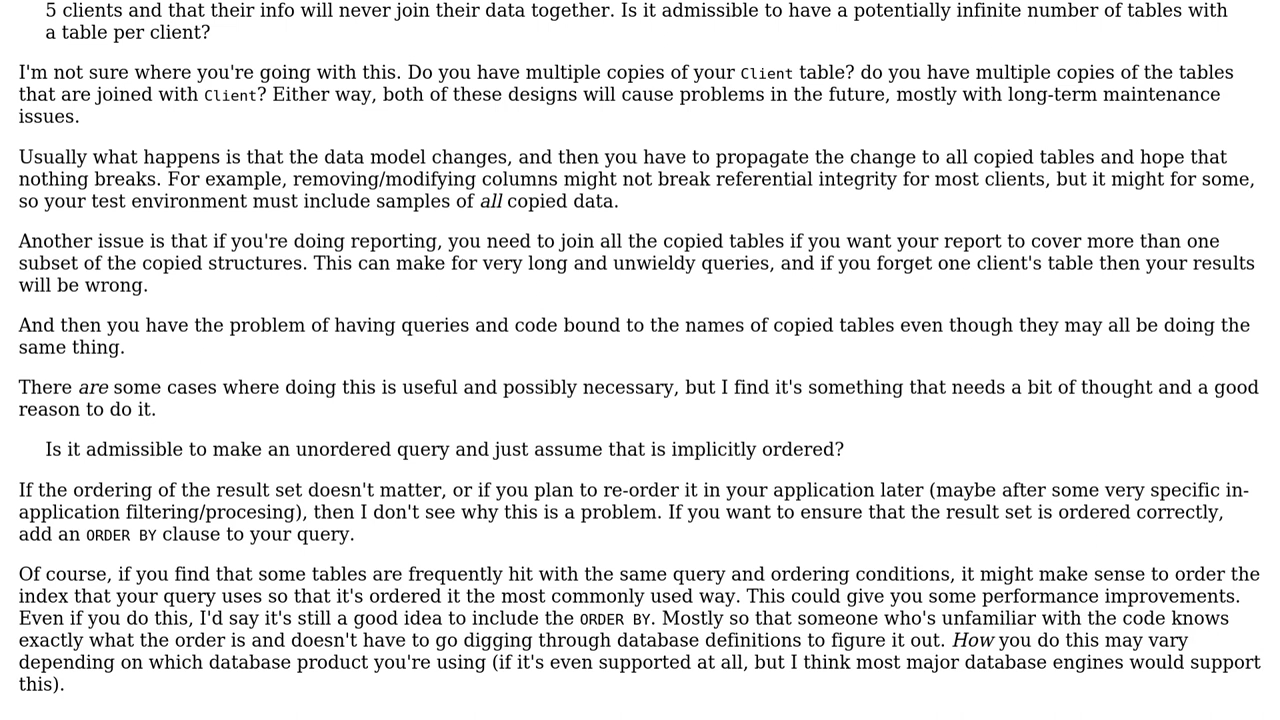 5 clients and that their info will never join their data together. Is it admissible to have a potentially infinite number of tables with
a table per client?
I'm not sure where you're going with this. Do you have multiple copies of your Client table? do you have multiple copies of the tables
that are joined with Client? Either way, both of these designs will cause problems in the future, mostly with long-term maintenance
issues.
Usually what happens is that the data model changes, and then you have to propagate the change to all copied tables and hope that
nothing breaks. For example, removing/modifying columns might not break referential integrity for most clients, but it might for some,
so your test environment must include samples of all copied data.
Another issue is that if you're doing reporting, you need to join all the copied tables if you want your report to cover more than one
subset of the copied structures. This can make for very long and unwieldy queries, and if you forget one client's table then your results
will be wrong.
And then you have the problem of having queries and code bound to the names of copied tables even though they may all be doing the
same thing.
There are some cases where doing this is useful and possibly necessary, but I find it's something that needs a bit of thought and a good
reason to do it.
Is it admissible to make an unordered query and just assume that is implicitly ordered?
If the ordering of the result set doesn't matter, or if you plan to re-order it in your application later (maybe after some very specific in-
application filtering/procesing), then I don't see why this is a problem. If you want to ensure that the result set is ordered correctly,
add an ORDER BY clause to your query.
Of course, if you find that some tables are frequently hit with the same query and ordering conditions, it might make sense to order the
index that your query uses so that it's ordered it the most commonly used way. This could give you some performance improvements.
Even if you do this, I'd say it's still a good idea to include the ORDER BY. Mostly so that someone who's unfamiliar with the code knows
exactly what the order is and doesn't have to go digging through database definitions to figure it out. How you do this may vary
depending on which database product you're using (if it's even supported at all, but I think most major database engines would support
this).